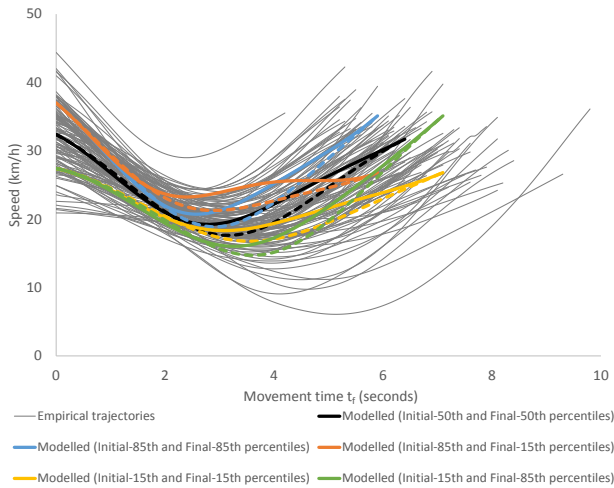 50
40
30
20
10
0
Speed (km/h)
0 2 4 6 8 10
Movement time tf (seconds)
Empirical trajectories
Modelled (Initial-50th and Final-50th percentiles)
Modelled (Initial-85th and Final-85th percentiles)
Modelled (Initial-85th and Final-15th percentiles)
Modelled (Initial-15th and Final-15th percentiles)
Modelled (Initial-15th and Final-85th percentiles)